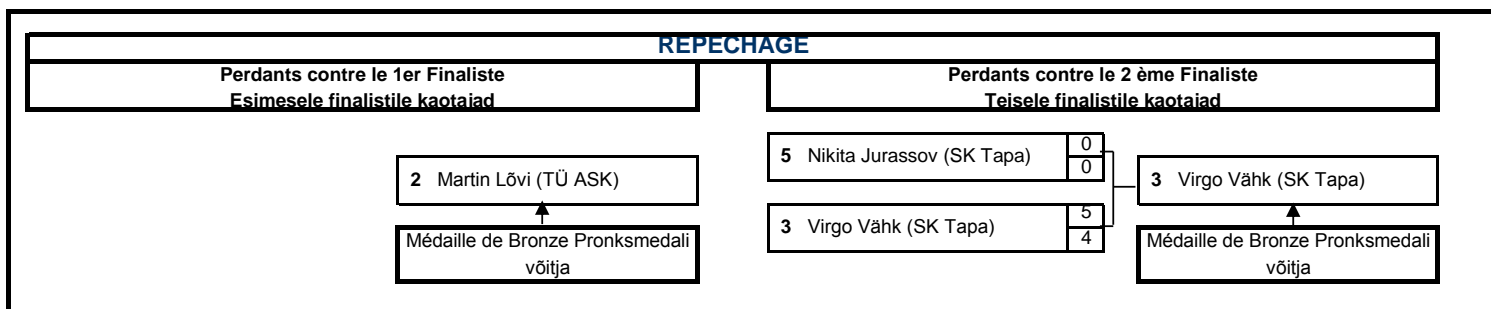 REPECHAGE
Perdants contre le 1er Finaliste
Esimesele finalistile kaotajad
Perdants contre le 2 ème Finaliste
Teisele finalistile kaotajad
2 Martin Lõvi (TÜ ASK)
Médaille de Bronze Pronksmedali
võitja
5 Nikita Jurassov (SK Tapa)
0
0
3 Virgo Vähk (SK Tapa)
5
4
3 Virgo Vähk (SK Tapa)
Médaille de Bronze Pronksmedali
võitja